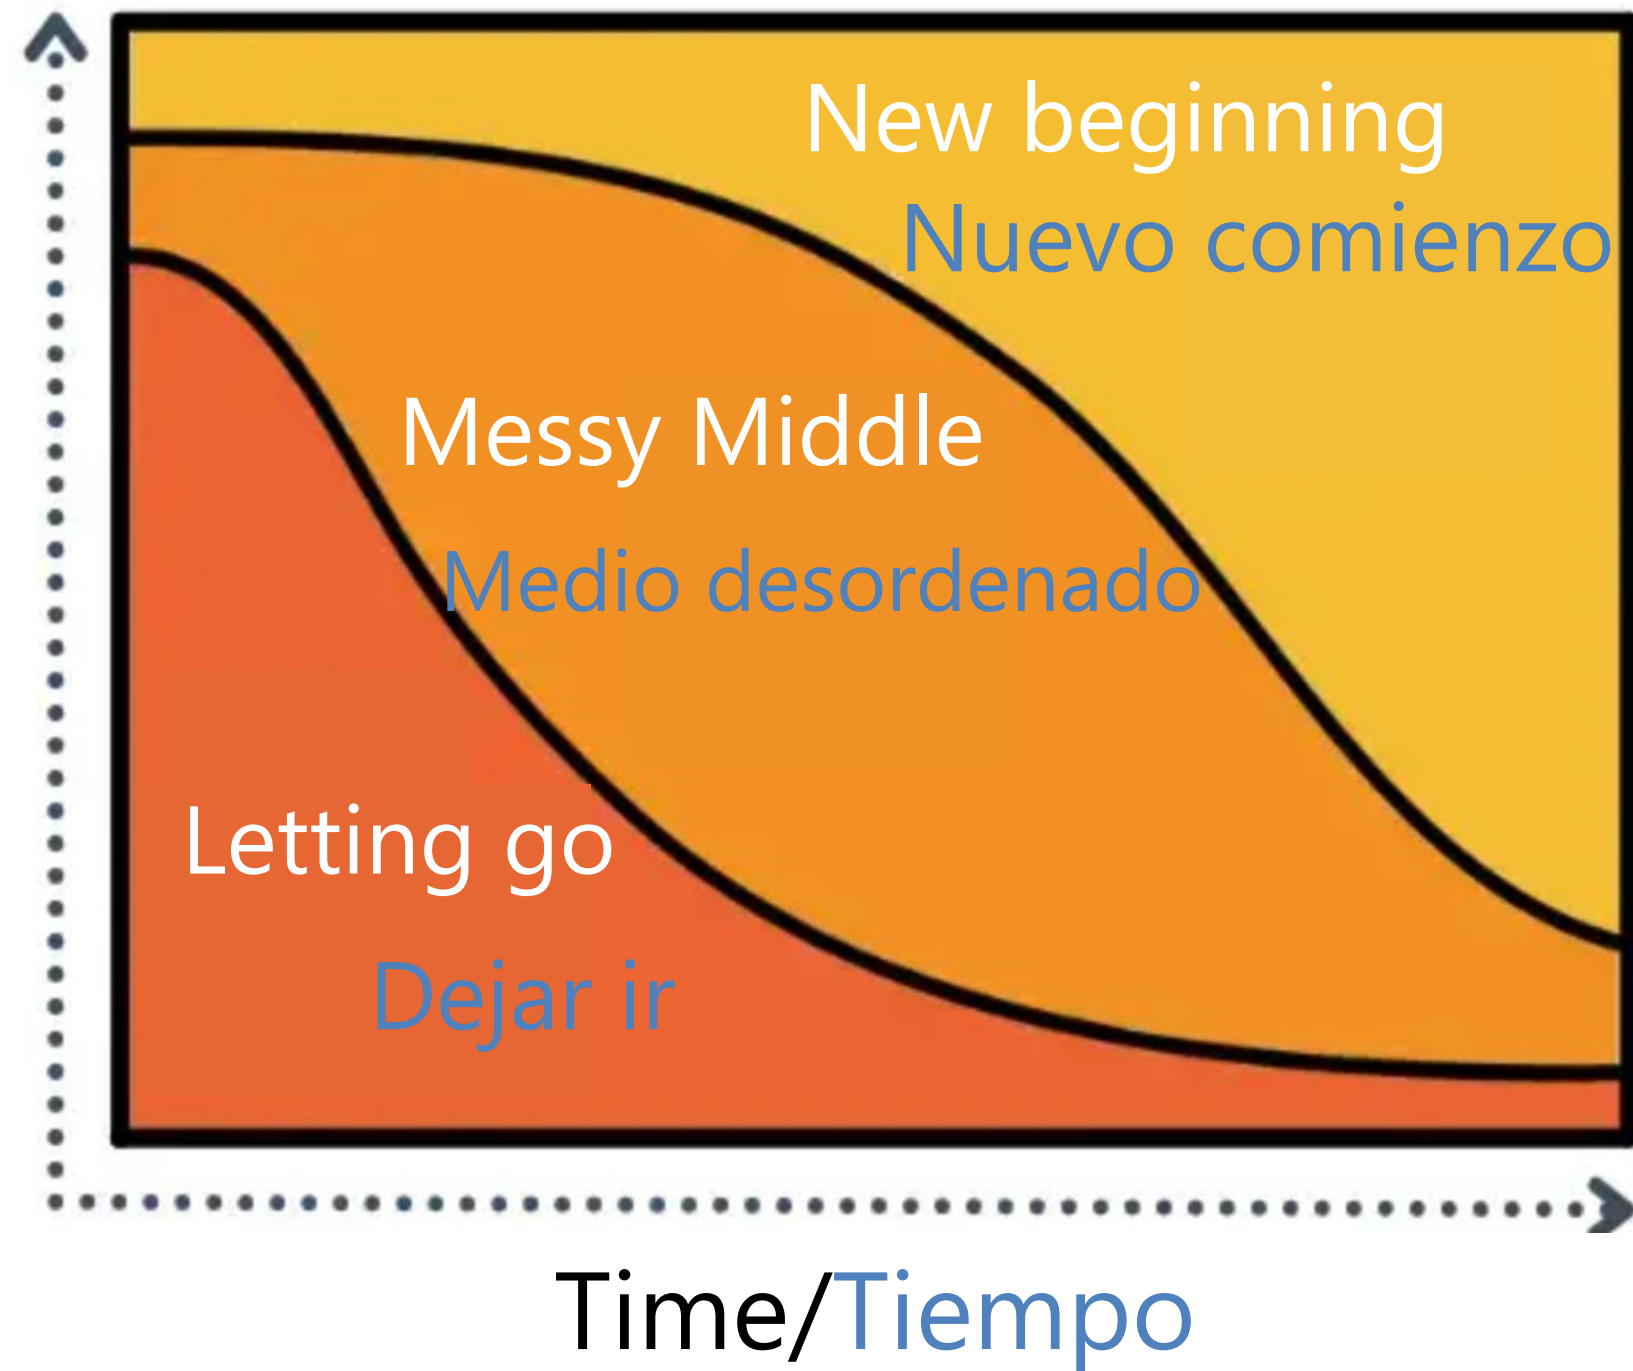 New beginning
Nuevo comienzo
Messy Middle
Medio desordenado
Letting go
Dejar ir
Time/Tiempo